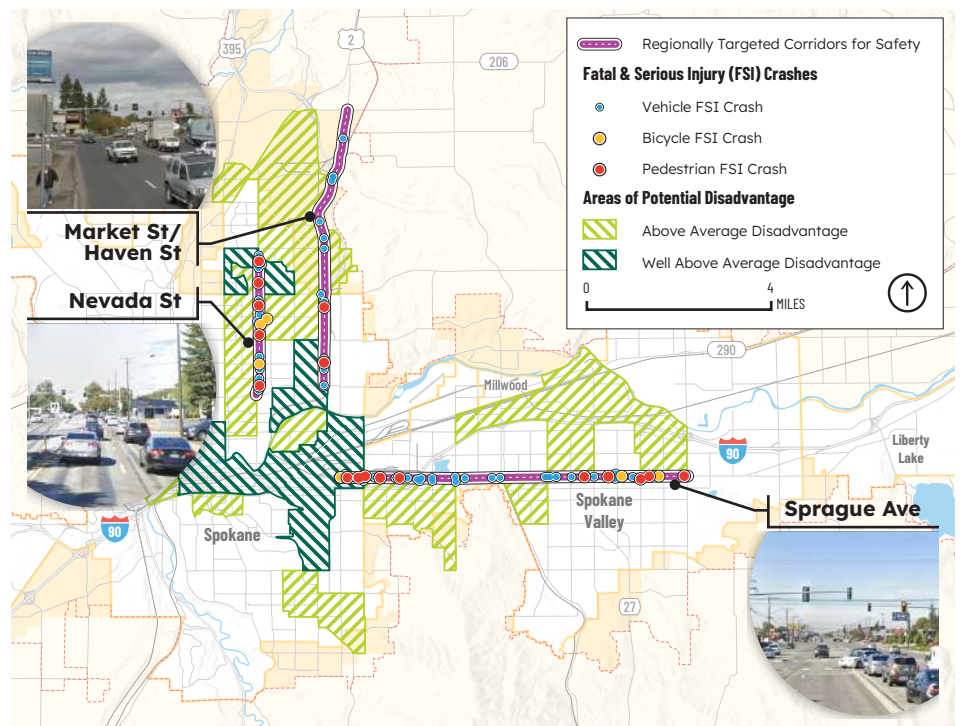 395
2
206
Regionally Targeted Corridors for Safety
Fatal & Serious Injury (FSI) Crashes
Vehicle FSI Crash
Bicycle FSI Crash
Pedestrian FSI Crash
Areas of Potential Disadvantage
Above Average Disadvantage
Well Above Average Disadvantage
0
4
MILES
Market St/
Haven St
Nevada St
290
Millwood
90
Liberty
Lake
Spokane
Valley
Sprague Ave
Spokane
90
27